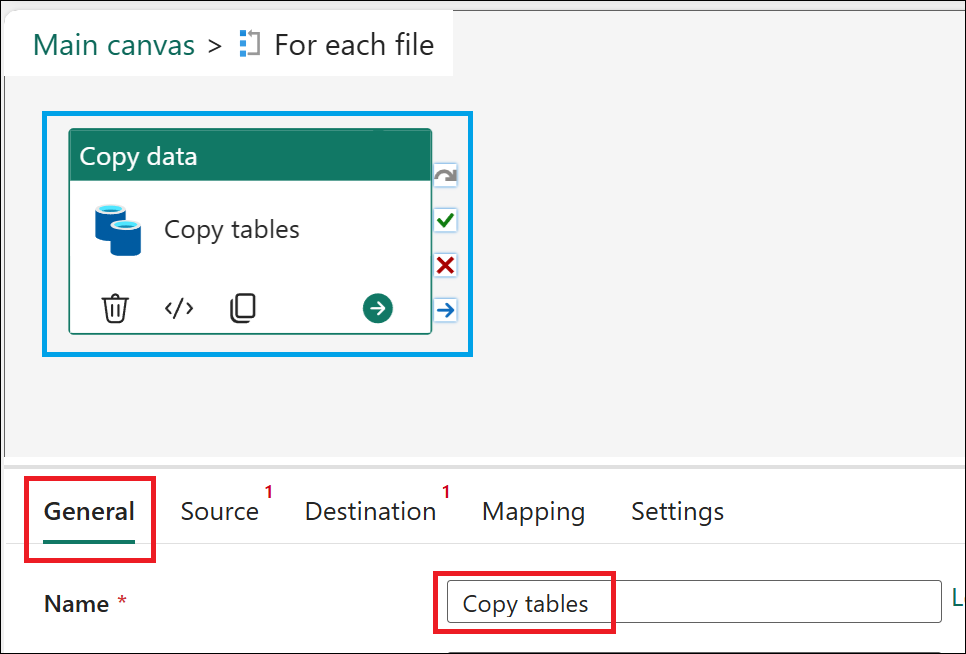 Main canvas > For each file
Copy data
Copy tables
</>
General Source 1 Destination 1 Mapping Settings
Name * Copy tables